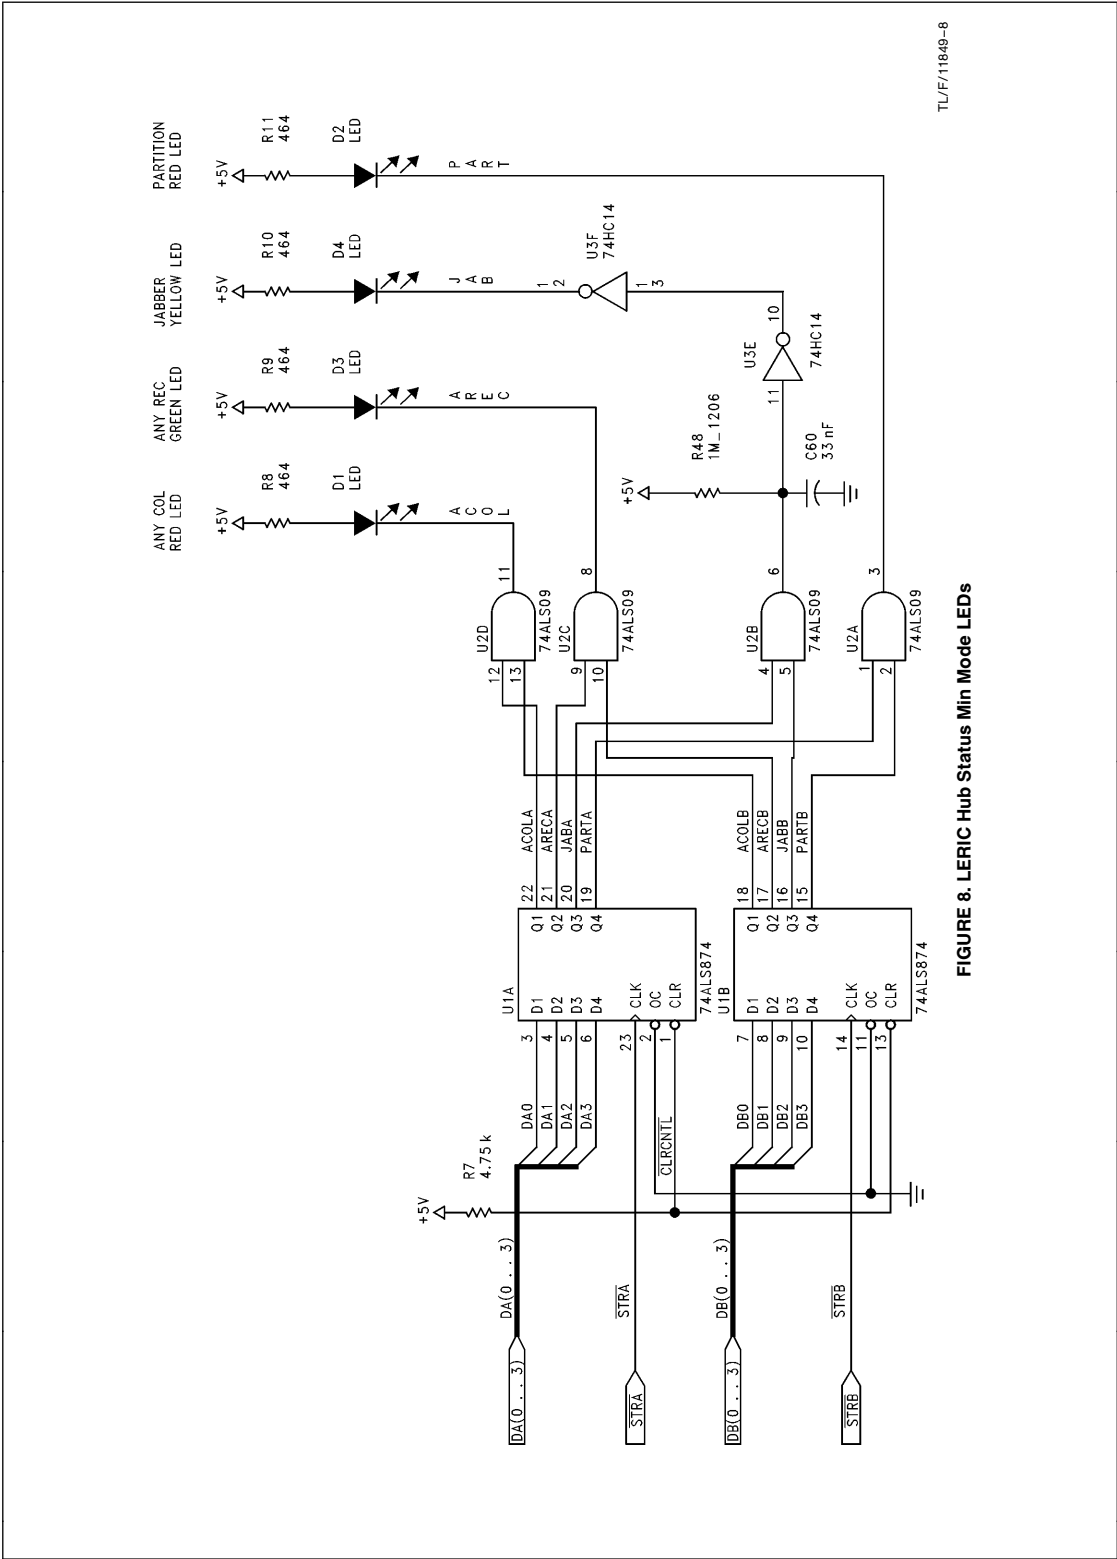 PARTITION
RED LED
JABBER
YELLOW LED
ANY REC
GREEN LED
ANY COL
RED LED
+5V
R11
464
D2
LED
PART
+5V
R10
464
D4
LED
JAB
+5V
R9
464
D3
LED
AREC
+5V
R8
464
D1
LED
ACOL
12
U3F
74HC14
13
10
U3E
74HC14
11
+5V
R48
1M_1206
C60
33 nF
U2D
12
13
11
74ALS09
U2C
9
10
8
74ALS09
U2B
4
5
6
74ALS09
U2A
1
2
3
74ALS09
ACOLA
ARECA
JABA
PARTA
ACOLB
ARECB
JABB
PARTB
22
21
20
19
U1A
Q1
Q2
Q3
Q4
D1
D2
D3
D4
CLK
OC
CLR
74ALS874
3
4
5
6
23
2
1
18
17
16
15
U1B
Q1
Q2
Q3
Q4
D1
D2
D3
D4
CLK
OC
CLR
74ALS874
7
8
9
10
14
11
13
DA0
DA1
DA2
DA3
DB0
DB1
DB2
DB3
CLRCNTL
+5V
R7
4.75 k
DA(0 . . 3)
DA(0 . . 3)
STRA
STRA
DB(0 . . 3)
DB(0 . . 3)
STRB
STRB
TL/F/11849–8
FIGURE 8. LERIC Hub Status Min Mode LEDs